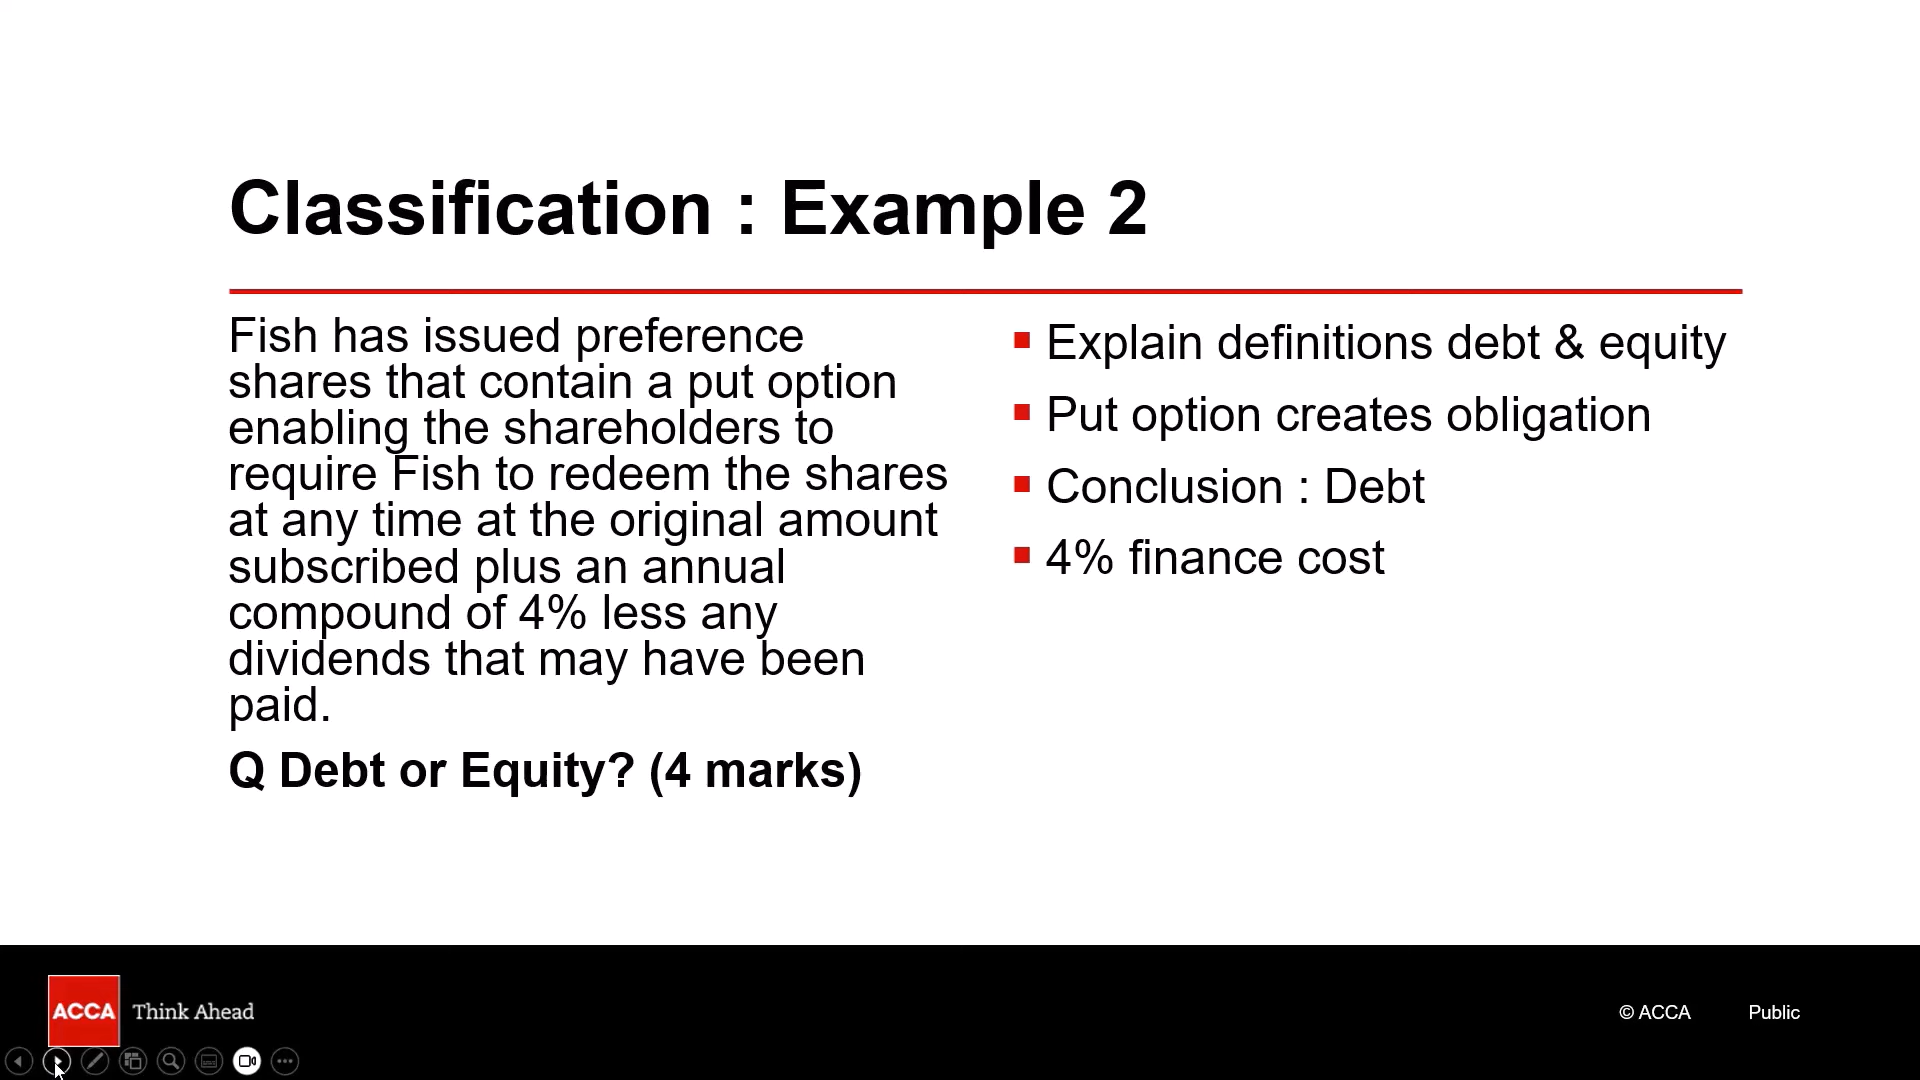 Classification : Example 2
Fish has issued preference
shares that contain a put option
enabling the shareholders to
require Fish to redeem the shares
at any time at the original amount
subscribed plus an annual
compound of 4% less any
dividends that may have been
paid.
Q Debt or Equity? (4 marks)
Explain definitions debt & equity
Put option creates obligation
Conclusion : Debt
4% finance cost
ACCA Think Ahead
© ACCA Public